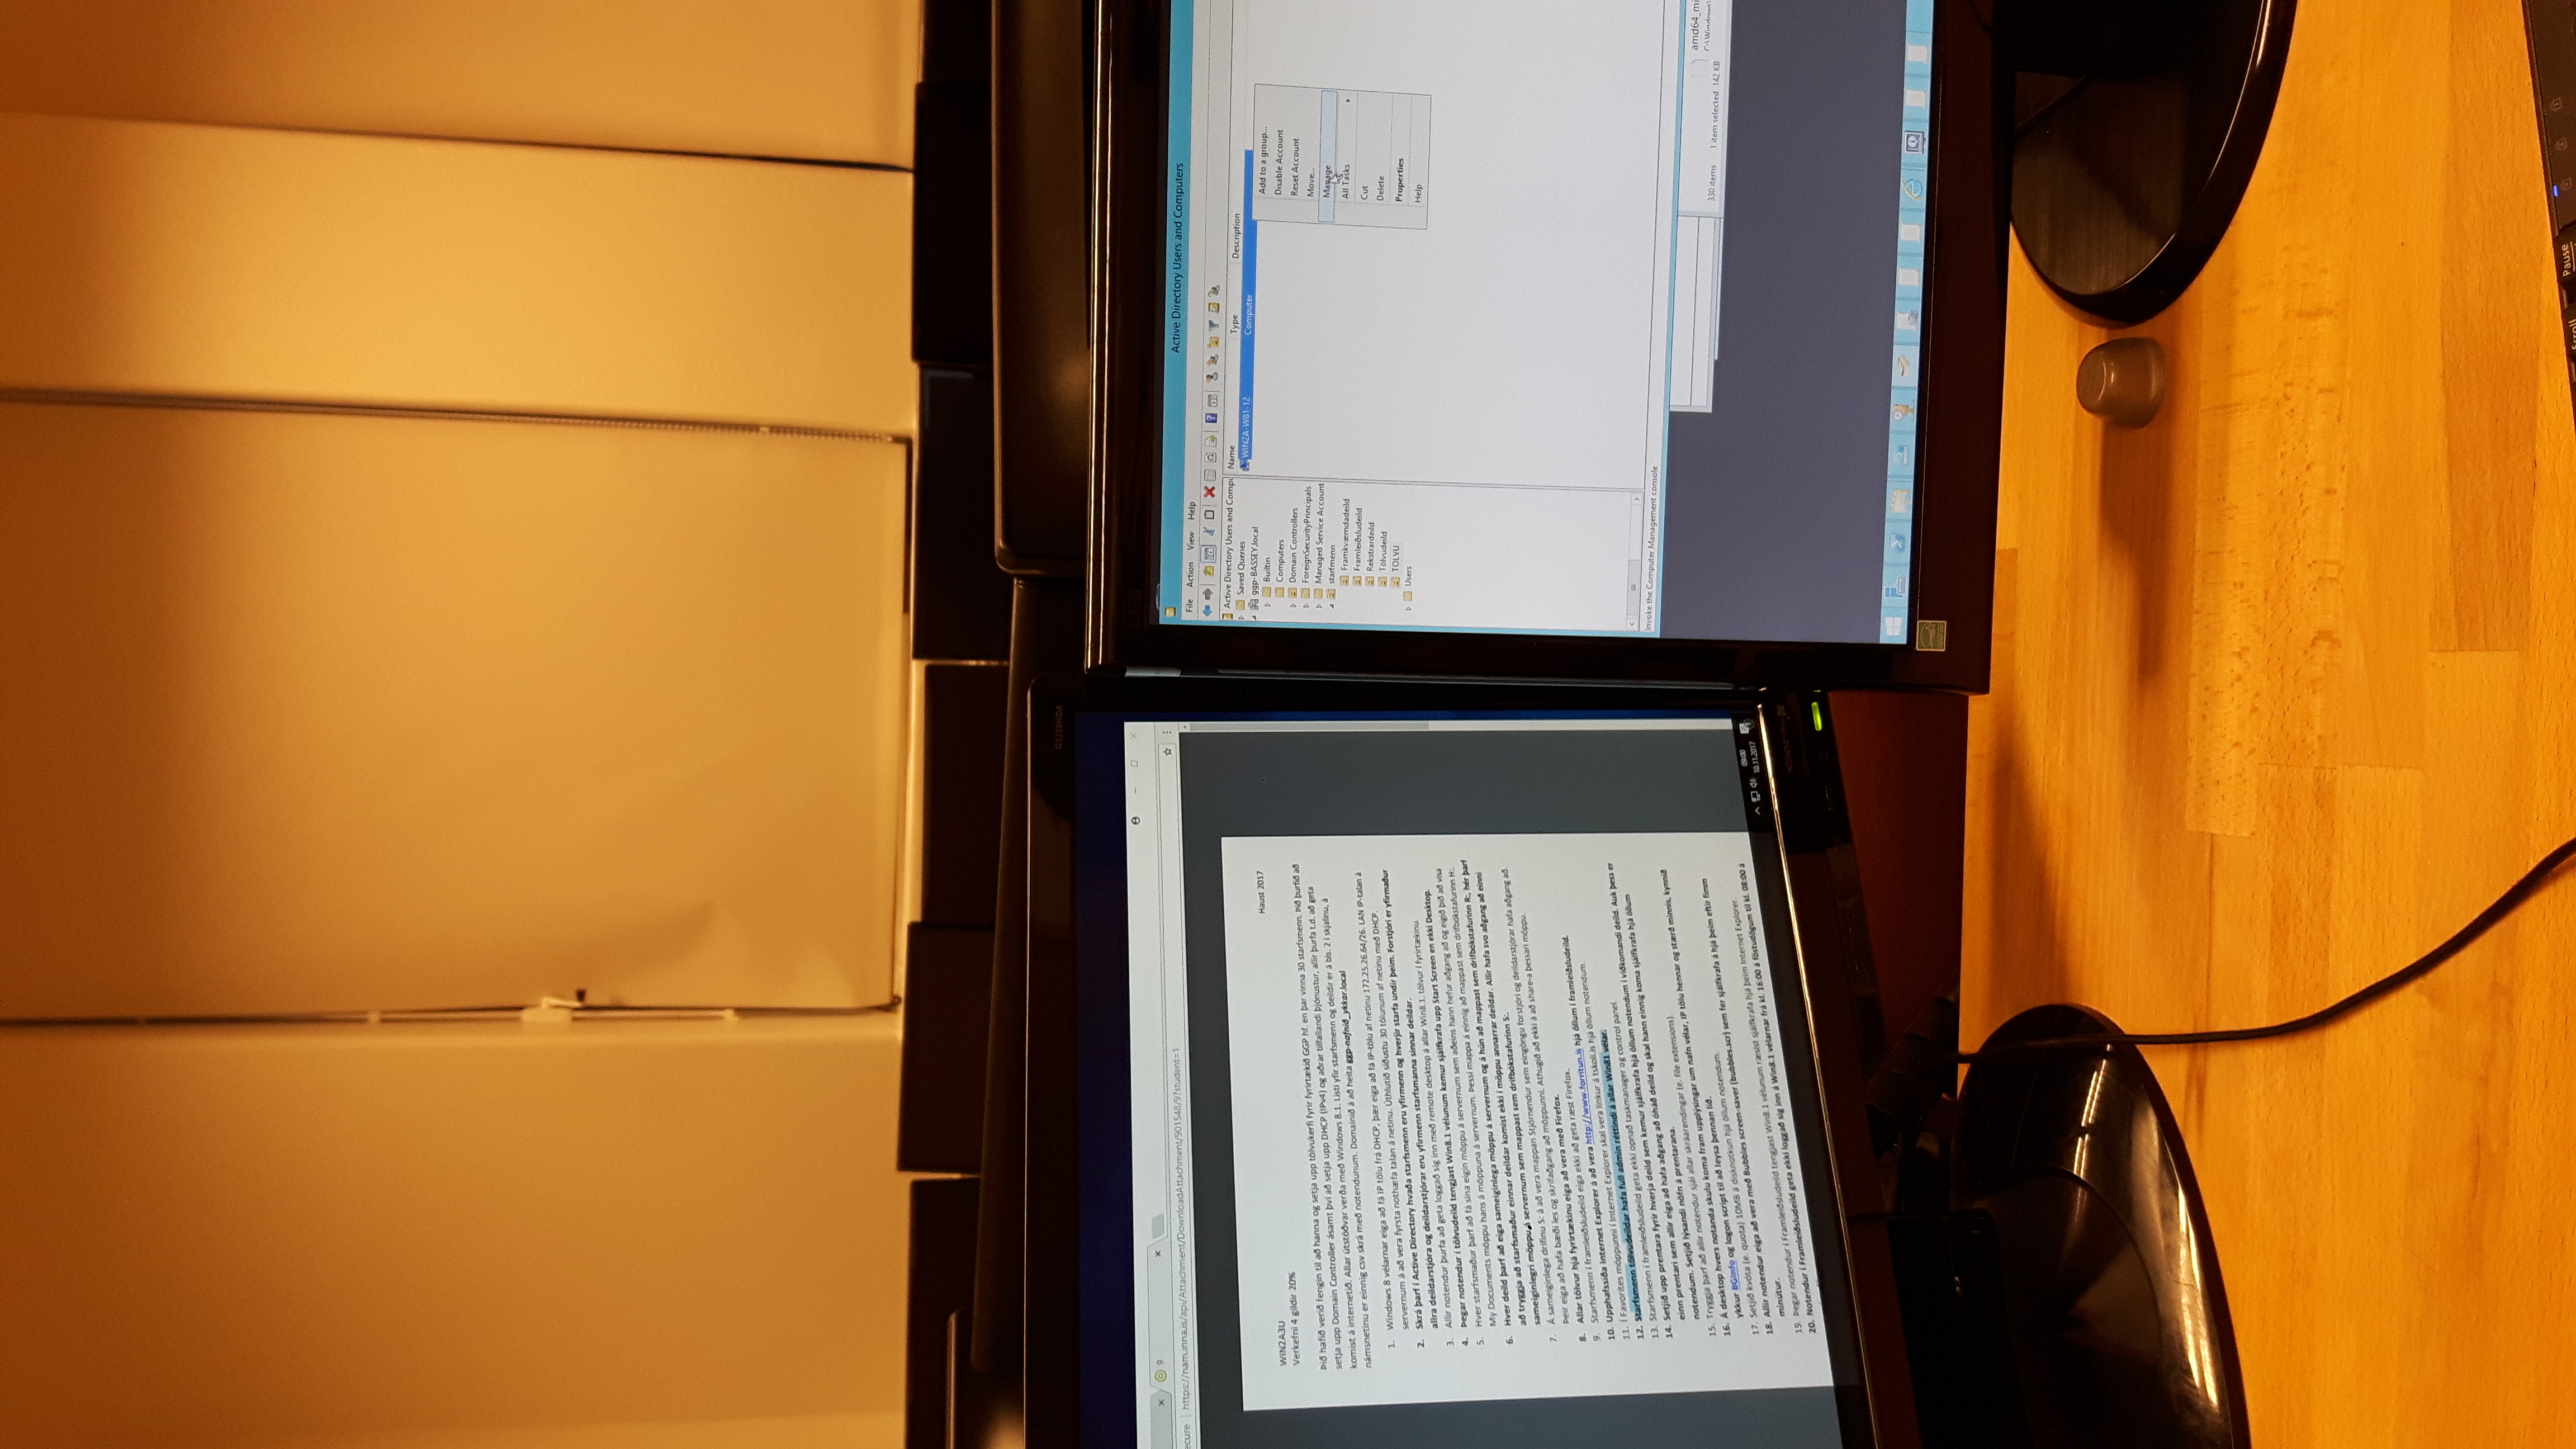 G2220HDA
9
ecure
https://nam.inna.is/api/Attachment/DownloadAttachment/901548/9?student=1
Haust 2017
WIN2A3U
Verkefni 4 gildir 20%
Þið hafið verið fengin til að hanna og setja upp tölvukerfi fyrir fyrirtækið GGP hf. en þar vinna 30 starfsmenn. Þið þurfið að
setja upp Domain Controller ásamt því að setja upp DHCP (IPv4) og aðrar tilfallandi þjónustur, allir þurfa t.d. að geta
komist á internetið. Allar útstöðvar verða með Windows 8.1. Listi yfir starfsmenn og deildir er á bls. 2 í skjalinu, á
námsnetinu er einnig csv skrá með notendunum. Domainið á að heita ggp-nafnið_ykkar.local
1. Windows 8 vélarnar eiga að fá IP tölu frá DHCP, þær eiga að fá IP-tölu af netinu 172.25.26.64/26. LAN IP-talan á
servernum á að vera fyrsta nothæfa talan á netinu. Úthlutið síðustu 30 tölunum af netinu með DHCP.
2. Skrá þarf í Active Directory hvaða starfsmenn eru yfirmenn og hverjir starfa undir þeim. Forstjóri er yfirmaður
allra deildarstjóra og deildarstjórar eru yfirmenn starfsmanna sinnar deildar.
3. Allir notendur þurfa að geta loggað sig inn með remote desktop á allar Win8.1. tölvur í fyrirtækinu.
4. Þegar notendur í tölvudeild tengjast Win8.1 vélunum kemur sjálfkrafa upp Start Screen en ekki Desktop.
5. Hver starfsmaður þarf að fá sína eigin möppu á servernum sem aðeins hann hefur aðgang að og eigið þið að vísa
My Documents möppu hans á möppuna á servernum. Þessi mappa á einnig að mappast sem drifbókstafurinn H:.
6. Hver deild þarf að eiga sameiginlega möppu á servernum og á hún að mappast sem drifbókstafurinn R:, hér þarf
að tryggja að starfsmaður einnar deildar komist ekki í möppu annarrar deildar. Allir hafa svo aðgang að einni
sameiginlegri möppu á servernum sem mappast sem drifbókstafurinn S:.
7. Á sameiginlega drifinu S: á að vera mappan Stjórnendur sem eingöngu forstjóri og deildarstjórar hafa aðgang að.
Þeir eiga að hafa bæði les og skrifaðgang að möppunni. Athugið að ekki á að share-a þessari möppu.
8. Allar tölvur hjá fyrirtækinu eiga að vera með Firefox.
9. Starfsmenn í framleiðsludeild eiga ekki að geta ræst Firefox.
10. Upphafssíða Internet Explorer á að vera http://www.forritun.is hjá öllum í framleiðsludeild.
11. Í Favorites möppunni í Internet Explorer skal vera linkur á tskoli.is hjá öllum notendum.
12. Starfsmenn tölvudeildar hafa full admin réttindi á allar Win81 vélar.
13. Starfsmenn í framleiðsludeild geta ekki opnað taskmanager og control panel.
14. Setjið upp prentara fyrir hverja deild sem kemur sjálfkrafa hjá öllum notendum í viðkomandi deild. Auk þess er
einn prentari sem allir eiga að hafa aðgang að óháð deild og skal hann einnig koma sjálfkrafa hjá öllum
notendum. Setjið lýsandi nöfn á prentarana.
15. Tryggja þarf að allir notendur sjái allar skráarendingar (e. file extensions).
16. Á desktop hvers notanda skulu koma fram upplýsingar um nafn vélar, IP tölu hennar og stærð minnis, kynnið
ykkur BGInfo og logon script til að leysa þennan lið.
17. Setjið kvóta (e. quota) 10MB á disknotkun hjá öllum notendum.
18. Allir notendur eiga að vera með Bubbles screen-saver (bubbles.scr) sem fer sjálfkrafa á hjá þeim eftir fimm
mínútur.
19. Þegar notendur í Framleiðsludeild tengjast Win8.1 vélunum ræsist sjálfkrafa hjá þeim Internet Explorer.
20. Notendur í Framleiðsludeild geta ekki loggað sig inn á Win8.1 vélarnar frá kl. 16:00 á föstudögum til kl. 08:00 á
09:00
10.11.2017
Active Directory Users and Computers
File Action View Help
Active Directory Users and Compu
Saved Queries
ggp-BASSEY.local
Builtin
Computers
Domain Controllers
ForeignSecurityPrincipals
Managed Service Account
starfmenn
Framkvæmdadeild
Framleiðsludeild
Rekstrardeild
Tölvudeild
TOLVU
Users
Name Type Description
WIN2A-W81-12 Computer
Add to a group...
Disable Account
Reset Account
Move...
Manage
All Tasks
Cut
Delete
Properties
Help
Invoke the Computer Management console
330 items 1 item selected 142 KB
amd64_mi
C:\Windows\
Scroll
Pause